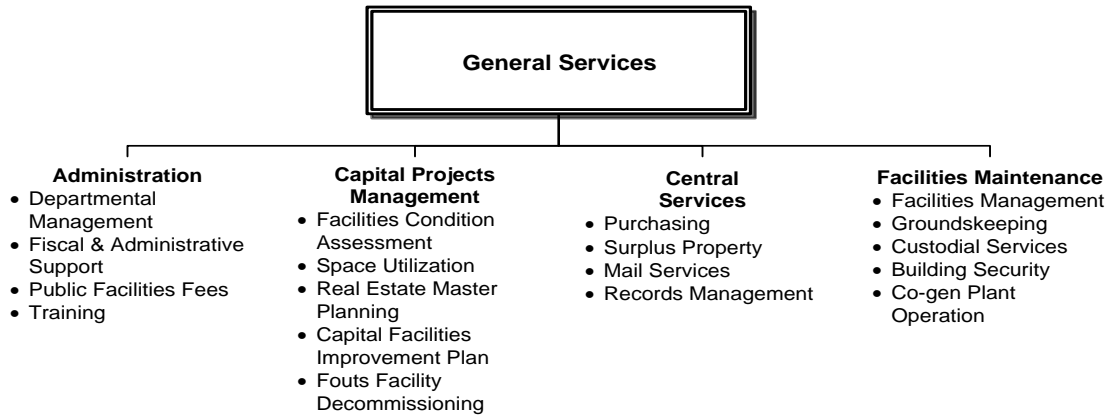 General Services
Administration
• Departmental
Management
• Fiscal & Administrative
Support
• Public Facilities Fees
• Training
Capital Projects
Management
• Facilities Condition
Assessment
• Space Utilization
• Real Estate Master
Planning
• Capital Facilities
Improvement Plan
• Fouts Facility
Decommissioning
Central
Services
• Purchasing
• Surplus Property
• Mail Services
• Records Management
Facilities Maintenance
• Facilities Management
• Groundskeeping
• Custodial Services
• Building Security
• Co-gen Plant
Operation